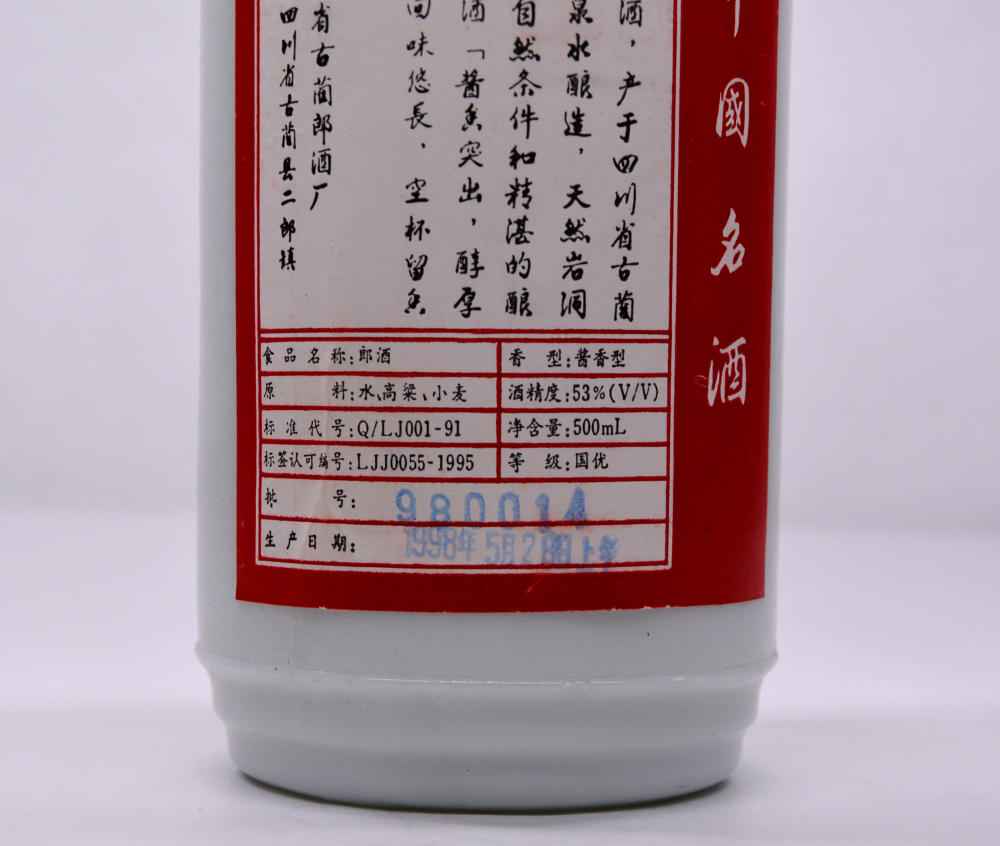 國名酒
酒,产于四川省古蔺
泉水酿造,天然岩洞
自然条件和精湛的酿
酒「酱香突出,醇厚
回味悠長,空杯留香
省古蔺郎酒厂
四川省古蔺县二郎镇
食品名称:郎酒
香型:酱香型
原料:水、高粱、小麦
酒精度:53%(V/V)
标准代号:Q/LJ001-91
净含量:500mL
标签认可编号:LJJ0055-1995
等级:国优
批号:980014
生产日期:1998年5月2 日上午